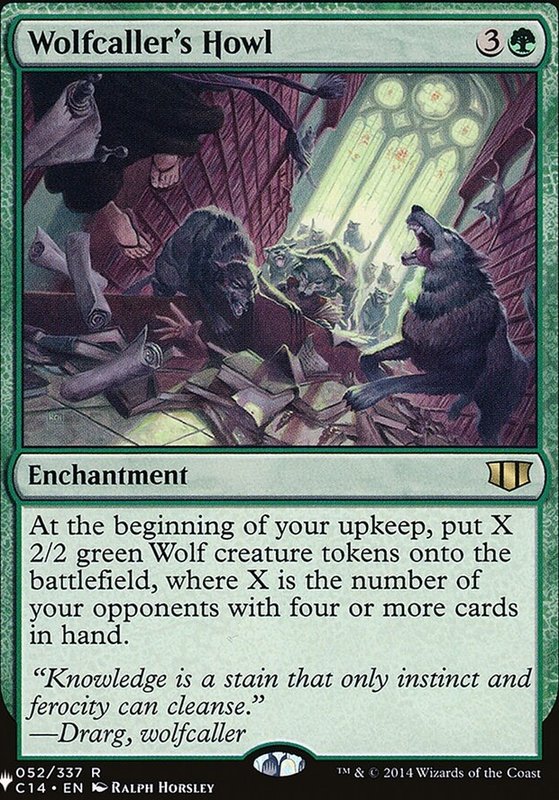 Wolfcaller's Howl 3
Enchantment
At the beginning of your upkeep, put X
2/2 green Wolf creature tokens onto the
battlefield, where X is the number of
your opponents with four or more cards
in hand.
“Knowledge is a stain that only instinct and
ferocity can cleanse.”
—Drarg, wolfcaller
052/337 R
C14 • EN Ralph Horsley
™ & © 2014 Wizards of the Coast